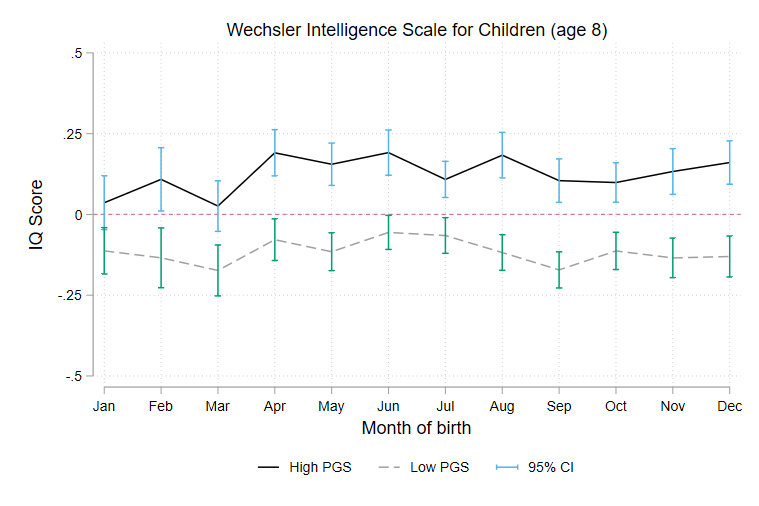 Wechsler Intelligence Scale for Children (age 8)
.5
.25
0
-.25
-.5
IQ Score
Jan Feb Mar Apr May Jun Jul Aug Sep Oct Nov Dec
Month of birth
High PGS Low PGS 95% CI